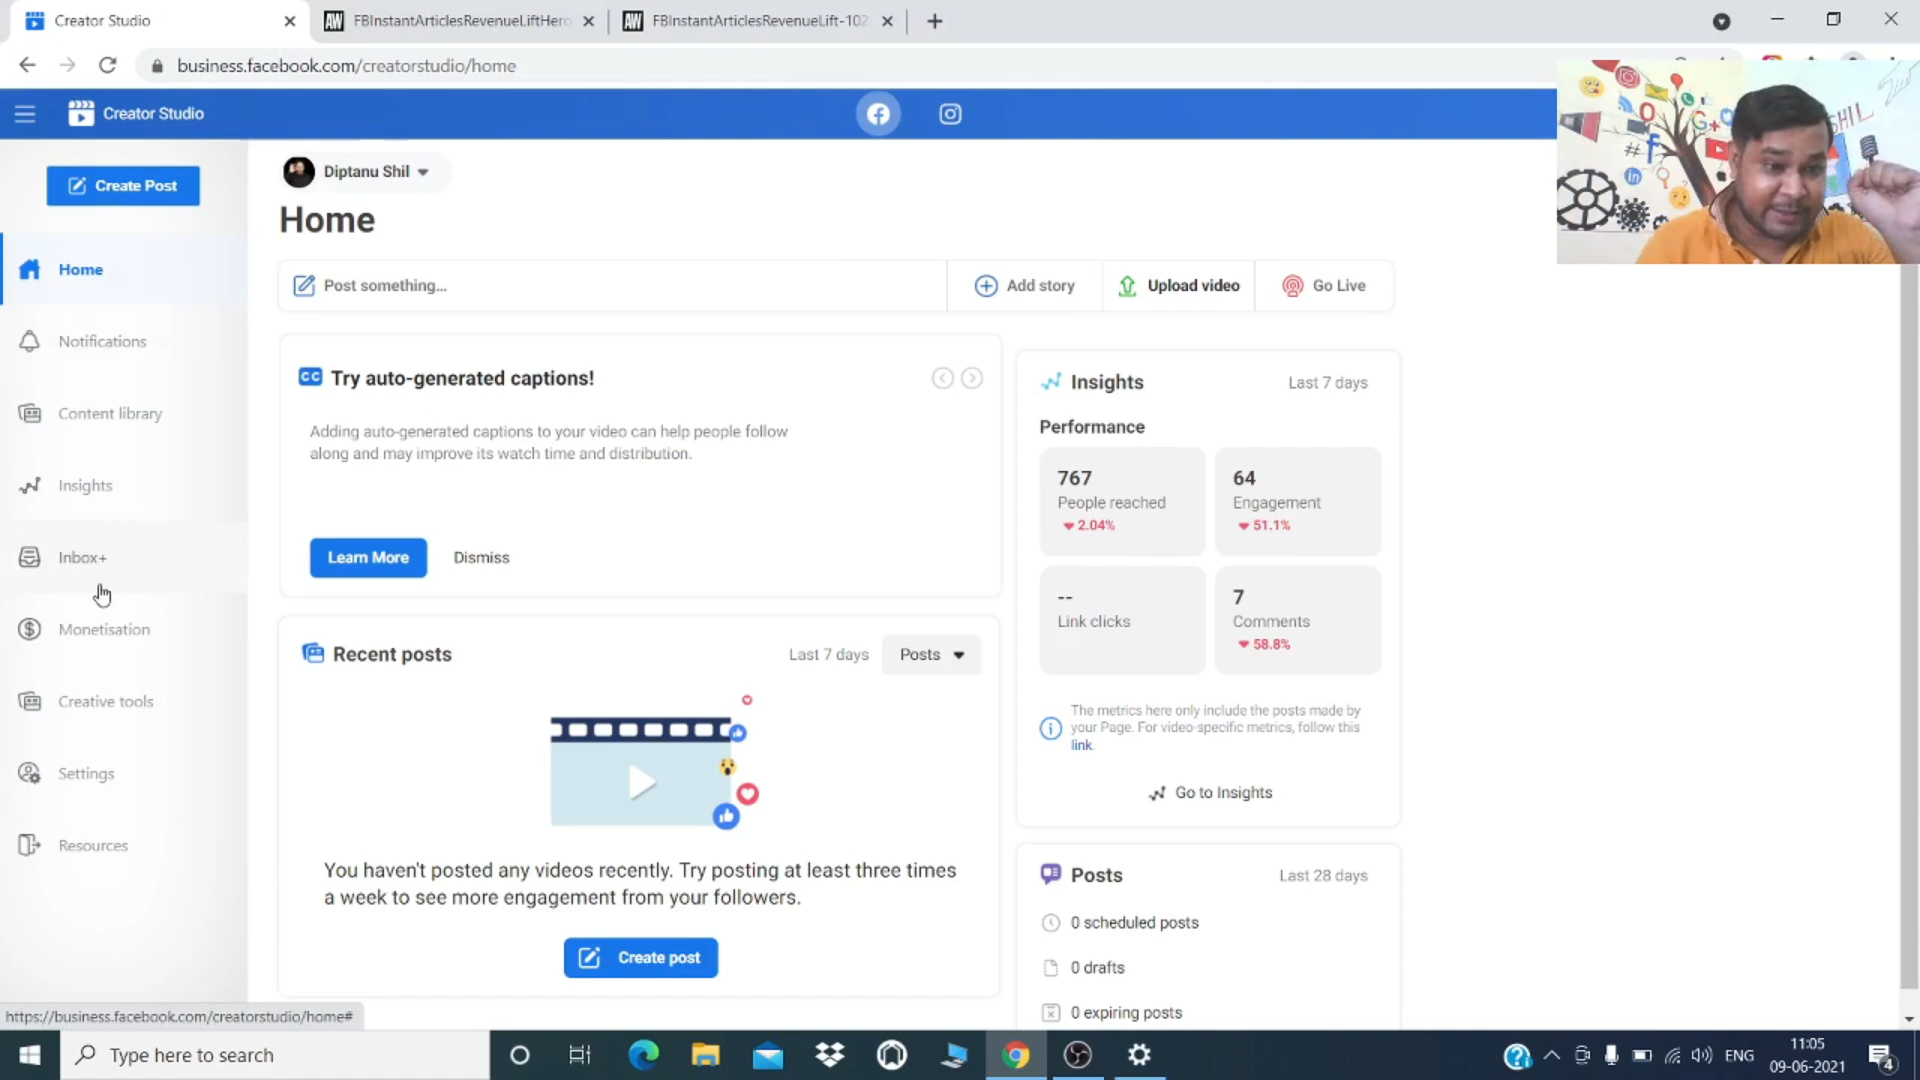 Creator Studio
FBInstantArticlesRevenueLiftHero
FBInstantArticlesRevenueLift-102
business.facebook.com/creatorstudio/home
Creator Studio
Create Post
Diptanu Shil
Home
Home
Post something...
Add story
Upload video
Go Live
Notifications
Content library
Insights
Inbox+
Monetisation
Creative tools
Settings
Resources
Try auto-generated captions!
Adding auto-generated captions to your video can help people follow
along and may improve its watch time and distribution.
Learn More
Dismiss
Insights
Last 7 days
Performance
767
People reached
2.04%
64
Engagement
51.1%
--
Link clicks
7
Comments
58.8%
The metrics here only include the posts made by
your Page. For video-specific metrics, follow this
link.
Go to Insights
Recent posts
Last 7 days
Posts
You haven't posted any videos recently. Try posting at least three times
a week to see more engagement from your followers.
Create post
Posts
Last 28 days
0 scheduled posts
0 drafts
0 expiring posts
https://business.facebook.com/creatorstudio/home#
Type here to search
ENG
11:05
09-06-2021
4